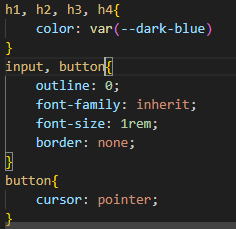 h1, h2, h3, h4{
    color: var(--dark-blue)
}
input, button{
    outline: 0;
    font-family: inherit;
    font-size: 1rem;
    border: none;
}
button{
    cursor: pointer;
}